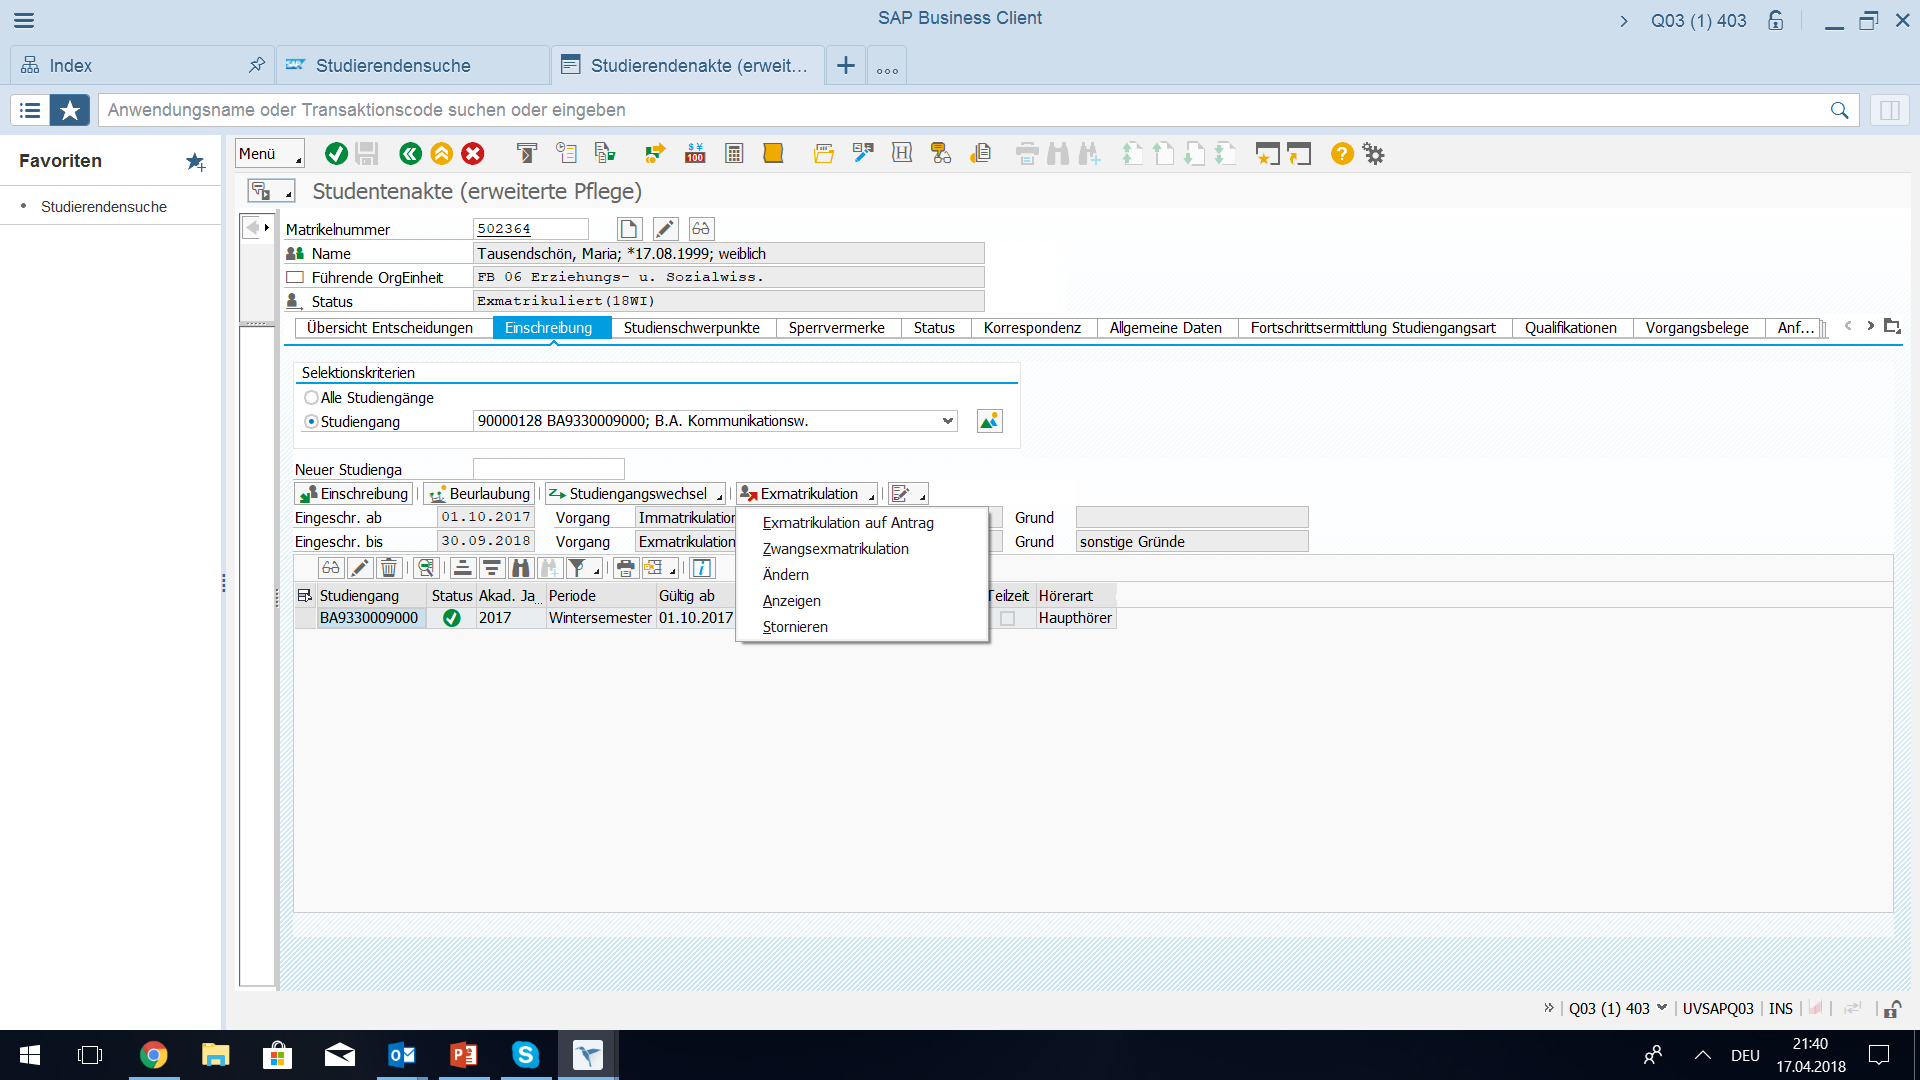 SAP Business Client
Q03 (1) 403
Index
SAP
Studierendensuche
Studierendenakte (erweit...
Anwendungsname oder Transaktionscode suchen oder eingeben
Favoriten
Studierendensuche
Menü
Studentenakte (erweiterte Pflege)
Matrikelnummer 502364
Name Tausendschön, Maria; *17.08.1999; weiblich
Führende OrgEinheit FB 06 Erziehungs- u. Sozialwiss.
Status Exmatrikuliert(18WI)
Übersicht Entscheidungen Einschreibung Studienschwerpunkte Sperrvermerke Status Korrespondenz Allgemeine Daten Fortschrittsermittlung Studiengangsart Qualifikationen Vorgangsbelege Anf...
Selektionskriterien
Alle Studiengänge
Studiengang 90000128 BA9330009000; B.A. Kommunikationsw.
Neuer Studienga
Einschreibung Beurlaubung Studiengangswechsel Exmatrikulation
Eingeschr. ab 01.10.2017 Vorgang Immatrikulation Grund
Eingeschr. bis 30.09.2018 Vorgang Exmatrikulation Grund sonstige Gründe
Exmatrikulation auf Antrag
Zwangsexmatrikulation
Ändern
Anzeigen
Stornieren
Studiengang Status Akad. Ja... Periode Gültig ab Teilzeit Hörerart
BA9330009000 2017 Wintersemester 01.10.2017 Haupthörer
Q03 (1) 403 UVSAPQ03 INS
DEU
21:40
17.04.2018